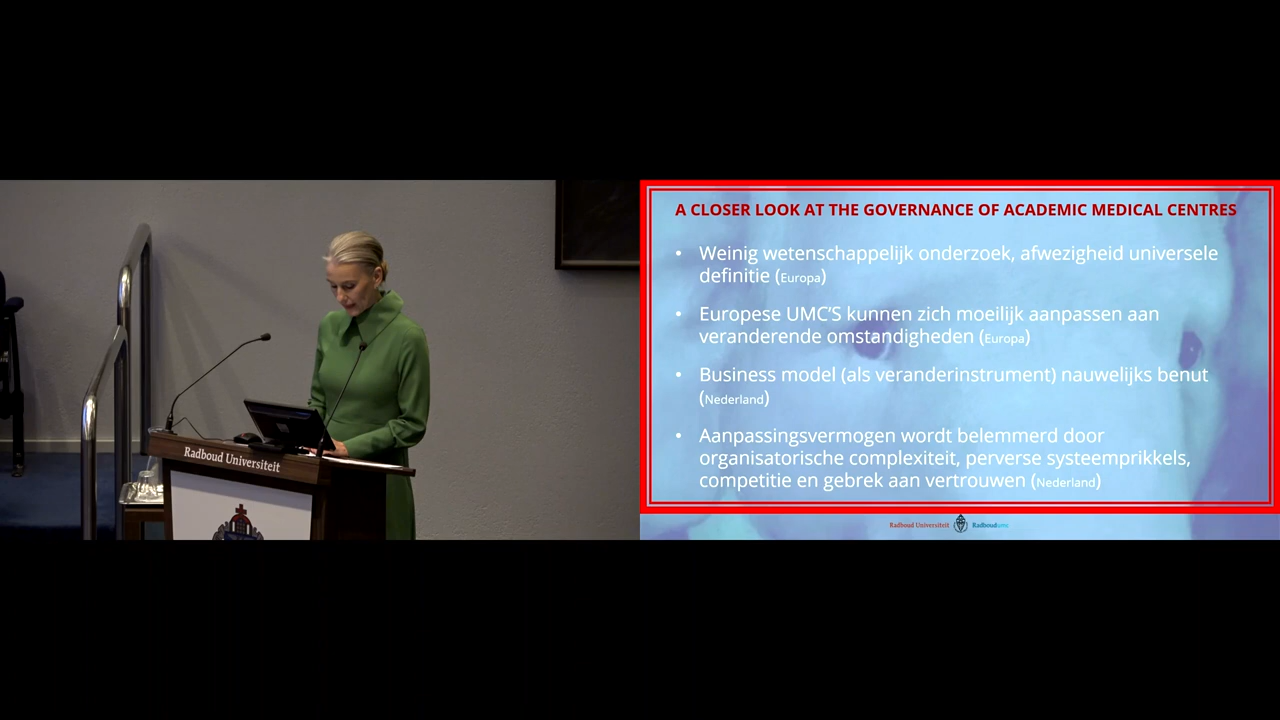 Radboud Universiteit
A CLOSER LOOK AT THE GOVERNANCE OF ACADEMIC MEDICAL CENTRES
• Weinig wetenschappelijk onderzoek, afwezigheid universele
definitie (Europa)
• Europese UMC'S kunnen zich moeilijk aanpassen aan
veranderende omstandigheden (Europa)
• Business model (als veranderinstrument) nauwelijks benut
(Nederland)
• Aanpassingsvermogen wordt belemmerd door
organisatorische complexiteit, perverse systeemprikkels,
competitie en gebrek aan vertrouwen (Nederland)
Radboud Universiteit Radboudumc